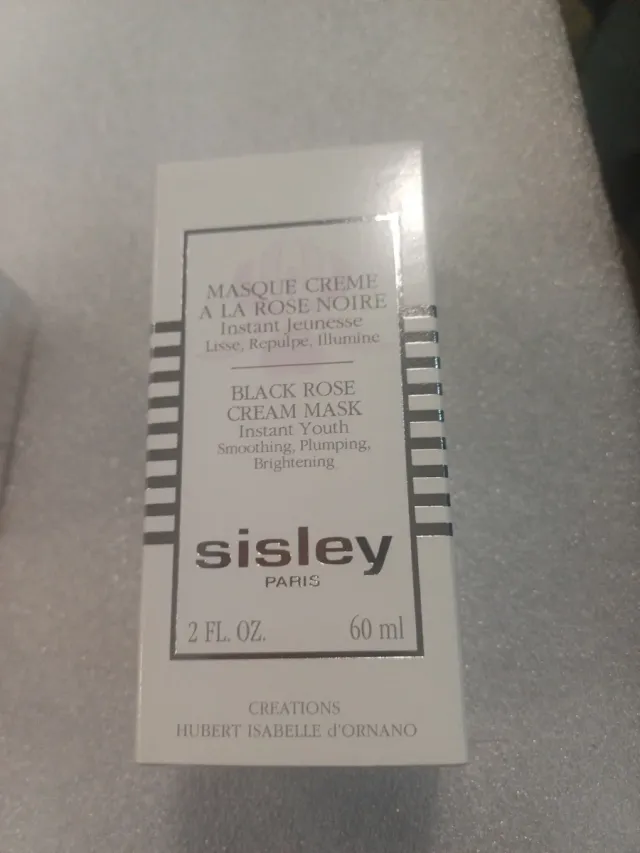 MASQUE CREME
A LA ROSE NOIRE
Instant Jeunesse
Lisse, Repulpe, Illumine
BLACK ROSE
CREAM MASK
Instant Youth
Smoothing, Plumping,
Brightening
sisley
PARIS
2 FL. OZ. 60 ml
CREATIONS
HUBERT ISABELLE d'ORNANO